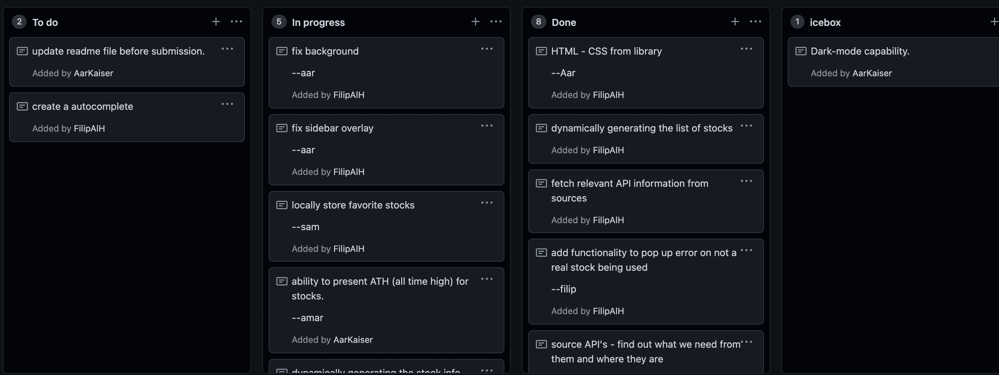 2 To do
update readme file before submission.
Added by AarKaiser
create a autocomplete
Added by FilipAlH
5 In progress
fix background
--aar
Added by FilipAlH
fix sidebar overlay
--aar
Added by FilipAlH
locally store favorite stocks
--sam
Added by FilipAlH
ability to present ATH (all time high) for
stocks.
--amar
Added by AarKaiser
dynamically generating the stock info
8 Done
HTML - CSS from library
--Aar
Added by FilipAlH
dynamically generating the list of stocks
Added by FilipAlH
fetch relevant API information from
sources
Added by FilipAlH
add functionality to pop up error on not a
real stock being used
--filip
Added by FilipAlH
source API's - find out what we need from
them and where they are
1 icebox
Dark-mode capability.
Added by AarKaiser